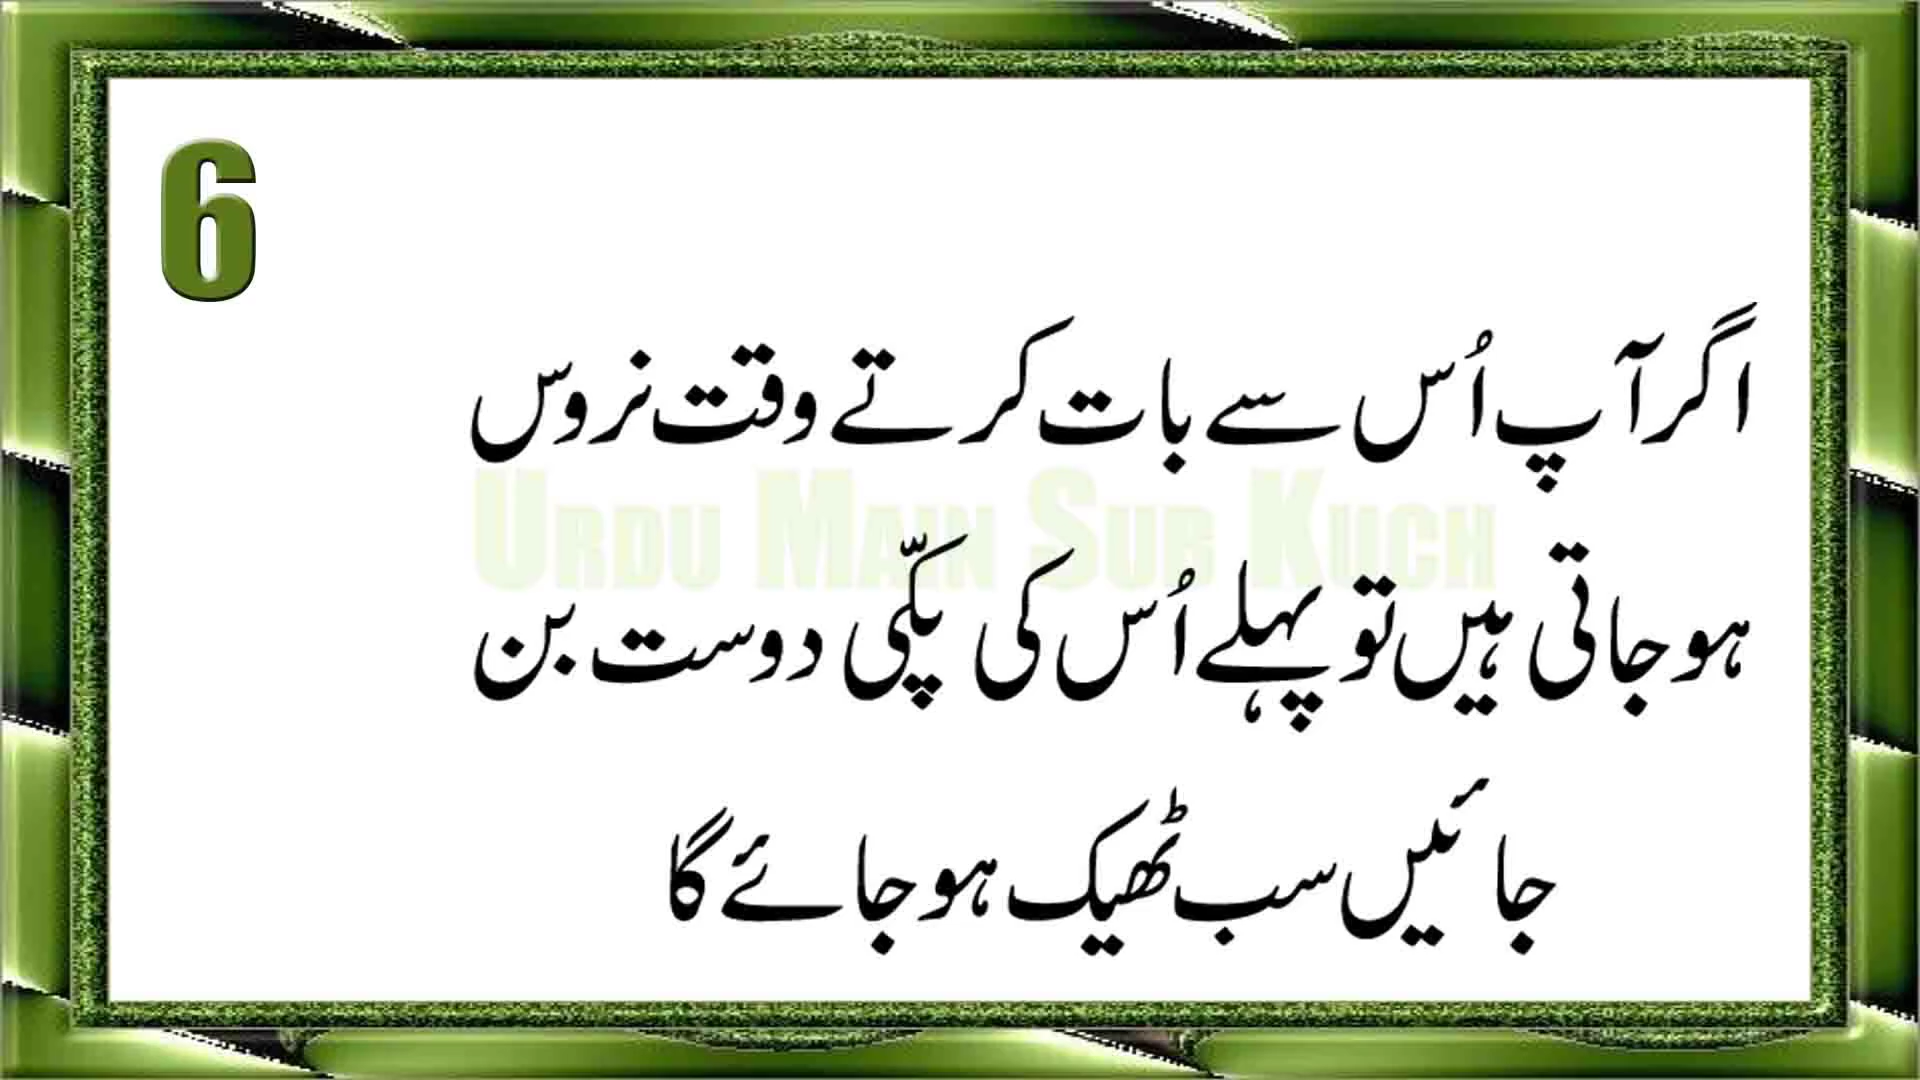 6
اگر آپ اُس سے بات کرتے وقت نروس
Urdu Main Sub Kuch
ہو جاتی ہیں تو پہلے اُس کی پکّی دوست بن
جائیں سب ٹھیک ہو جائے گا